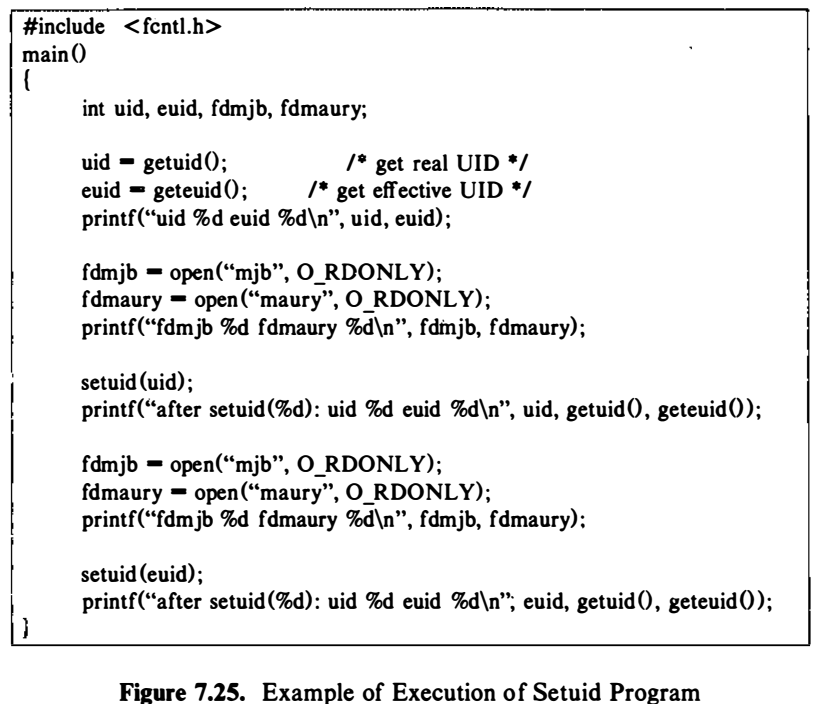 #include <fcntl.h>
main()
{
int uid, euid, fdmjb, fdmaury;
uid = getuid(); /* get real UID */
euid = geteuid(); /* get effective UID */
printf(“uid %d euid %d\n”, uid, euid);
fdmjb = open(“mjb”, O_RDONLY);
fdmaury = open(“maury”, O_RDONLY);
printf(“fdmjb %d fdmaury %d\n”, fdmjb, fdmaury);
setuid(uid);
printf(“after setuid(%d): uid %d euid %d\n”, uid, getuid(), geteuid());
fdmjb = open(“mjb”, O_RDONLY);
fdmaury = open(“maury”, O_RDONLY);
printf(“fdmjb %d fdmaury %d\n”, fdmjb, fdmaury);
setuid(euid);
printf(“after setuid(%d): uid %d euid %d\n”, euid, getuid(), geteuid());
}
Figure 7.25. Example of Execution of Setuid Program